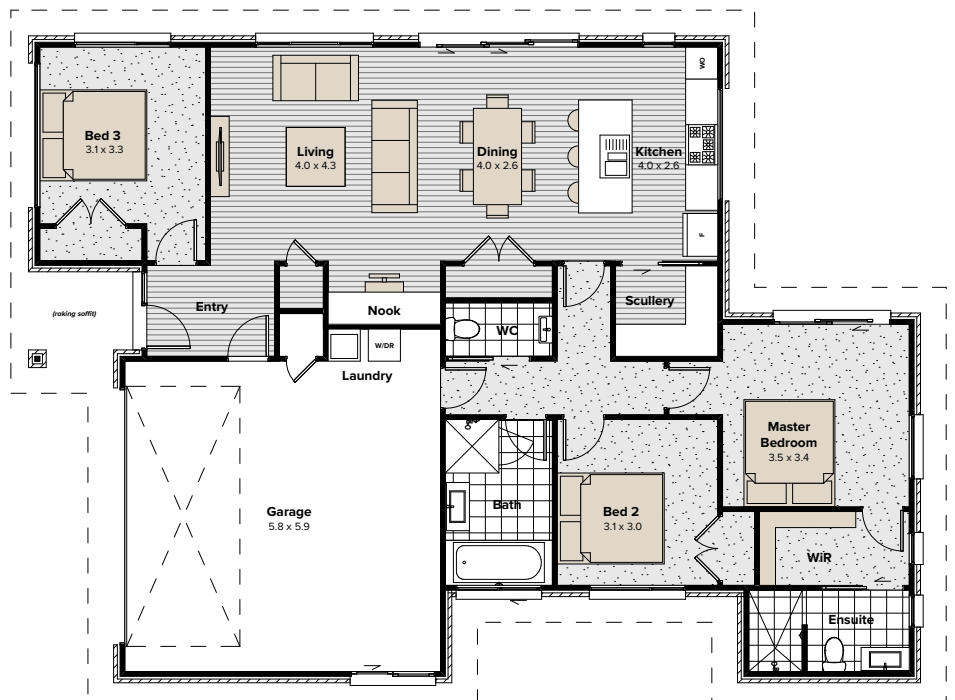 WO
Bed 3
3.1 x 3.3
Living
4.0 x 4.3
Dining
4.0 x 2.6
Kitchen
4.0 x 2.6
F
Entry
Nook
Scullery
(raking soffit)
WC
W/DR
Laundry
Master
Bedroom
3.5 x 3.4
Garage
5.8 x 5.9
Bath
Bed 2
3.1 x 3.0
WiR
Ensuite